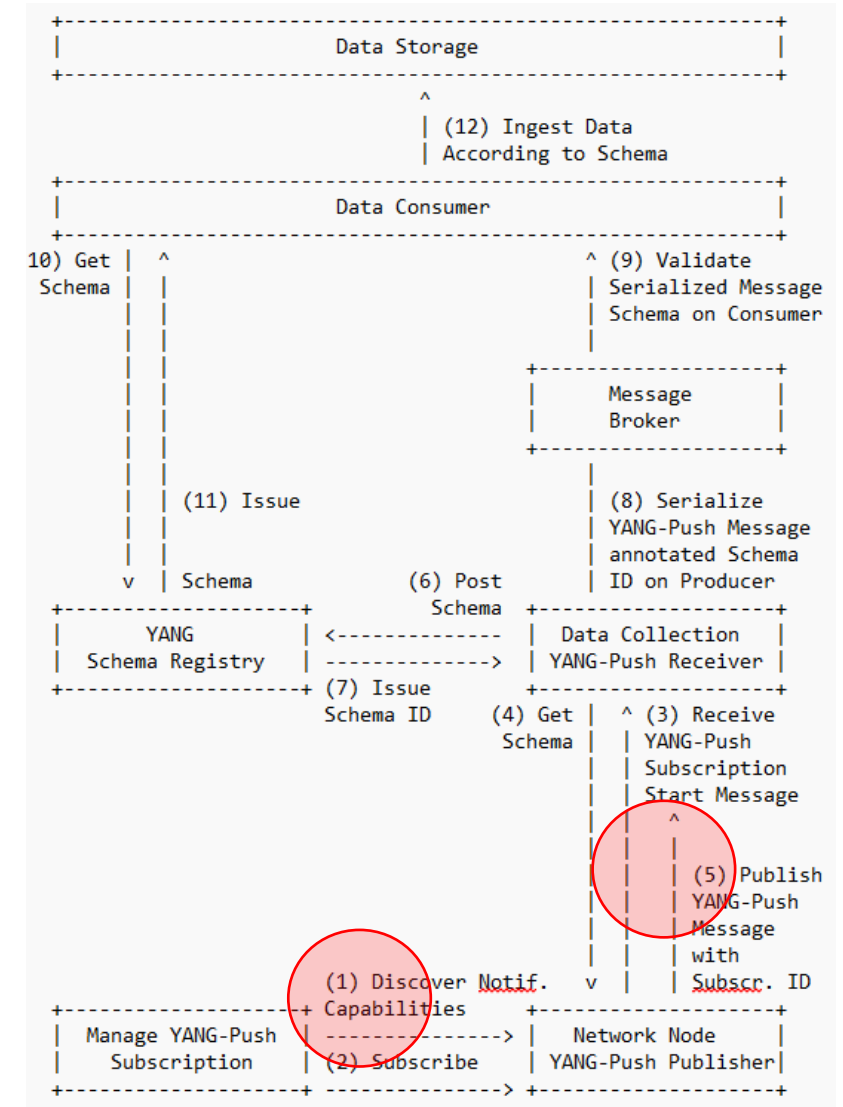 Data Storage
(12) Ingest Data
According to Schema
Data Consumer
10) Get
Schema
(9) Validate
Serialized Message
Schema on Consumer
Message
Broker
(11) Issue
Schema
(8) Serialize
YANG-Push Message
annotated Schema
ID on Producer
(6) Post
Schema
YANG
Schema Registry
Data Collection
YANG-Push Receiver
(7) Issue
Schema ID
(4) Get
Schema
(3) Receive
YANG-Push
Subscription
Start Message
(5) Publish
YANG-Push
Message
with
Subscr. ID
(1) Discover Notif.
Capabilities
Manage YANG-Push
Subscription
(2) Subscribe
Network Node
YANG-Push Publisher